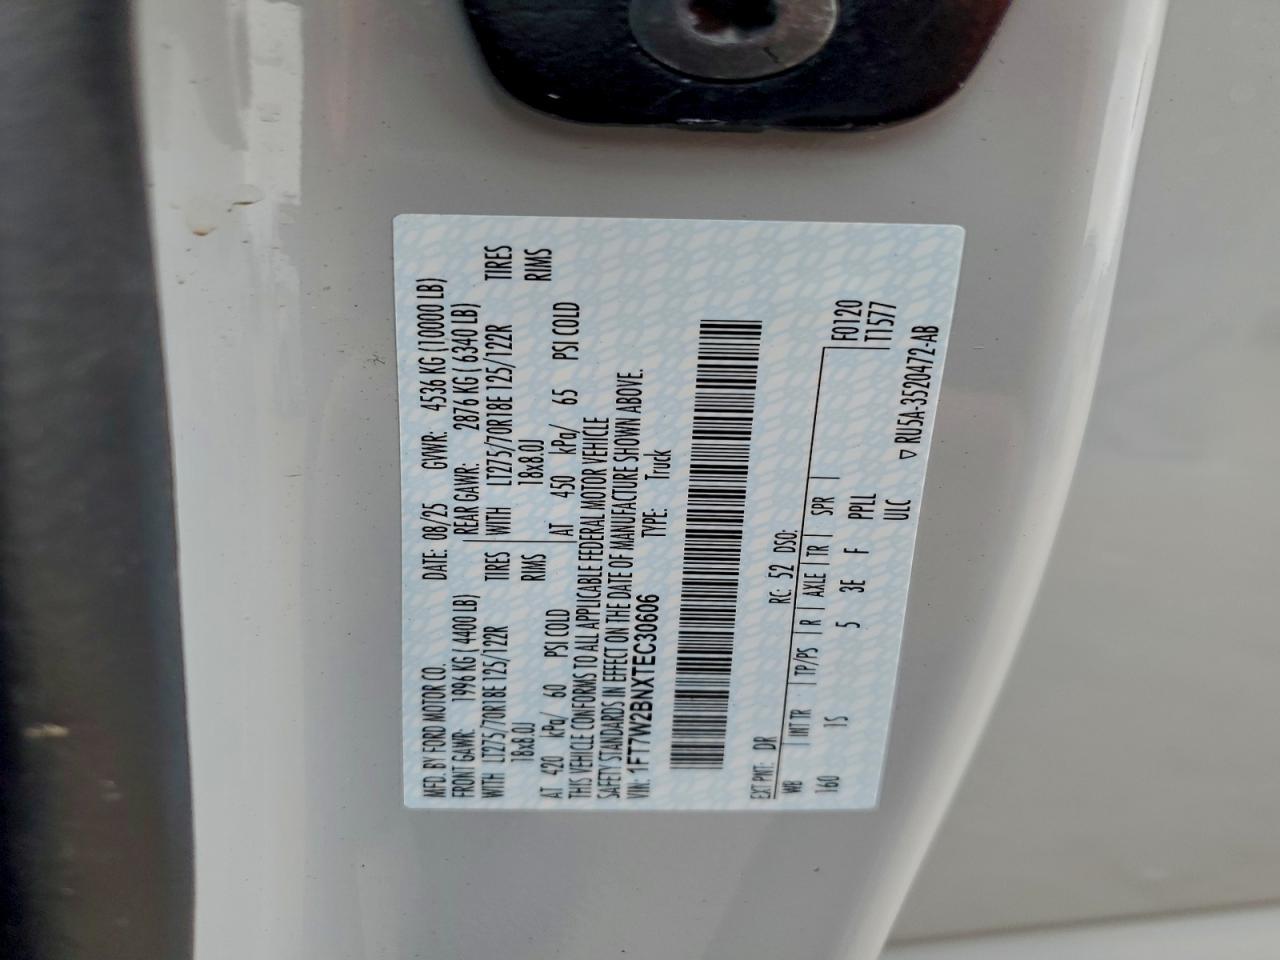 MFD. BY FORD MOTOR CO. DATE: 08/25 GVWR: 4536 KG (10000 LB)
FRONT GAWR: 1996 KG (4400 LB) REAR GAWR: 2876 KG (6340 LB)
WITH LT275/70R18E 125/122R TIRES WITH LT275/70R18E 125/122R TIRES
18x8.0J RIMS 18x8.0J RIMS
AT 420 kPa/ 60 PSI COLD AT 450 kPa/ 65 PSI COLD
THIS VEHICLE CONFORMS TO ALL APPLICABLE FEDERAL MOTOR VEHICLE
SAFETY STANDARDS IN EFFECT ON THE DATE OF MANUFACTURE SHOWN ABOVE.
VIN: 1FT7W2BNXTEC30606 TYPE: Truck
EXT PNT: DR RC: 52 DSO:
WB INT TR TP/PS R AXLE TR SPR F0120
160 1S 5 3E F PPILL T1577
ULC
▽ RU5A-3520472-AB